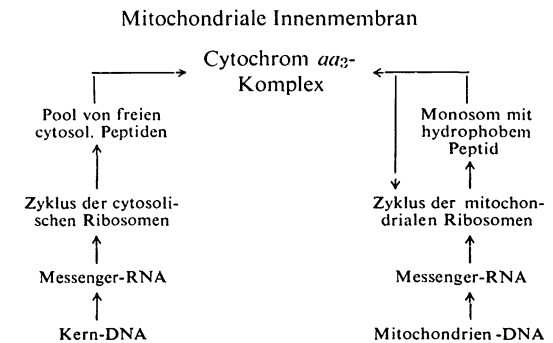 Mitochondriale Innenmembran
Cytochrom aa₃-
Komplex
Pool von freien
cytosol. Peptiden
Zyklus der cytosoli-
schen Ribosomen
Messenger-RNA
Kern-DNA
Monosom mit
hydrophobem
Peptid
Zyklus der mitochon-
drialen Ribosomen
Messenger-RNA
Mitochondrien-DNA